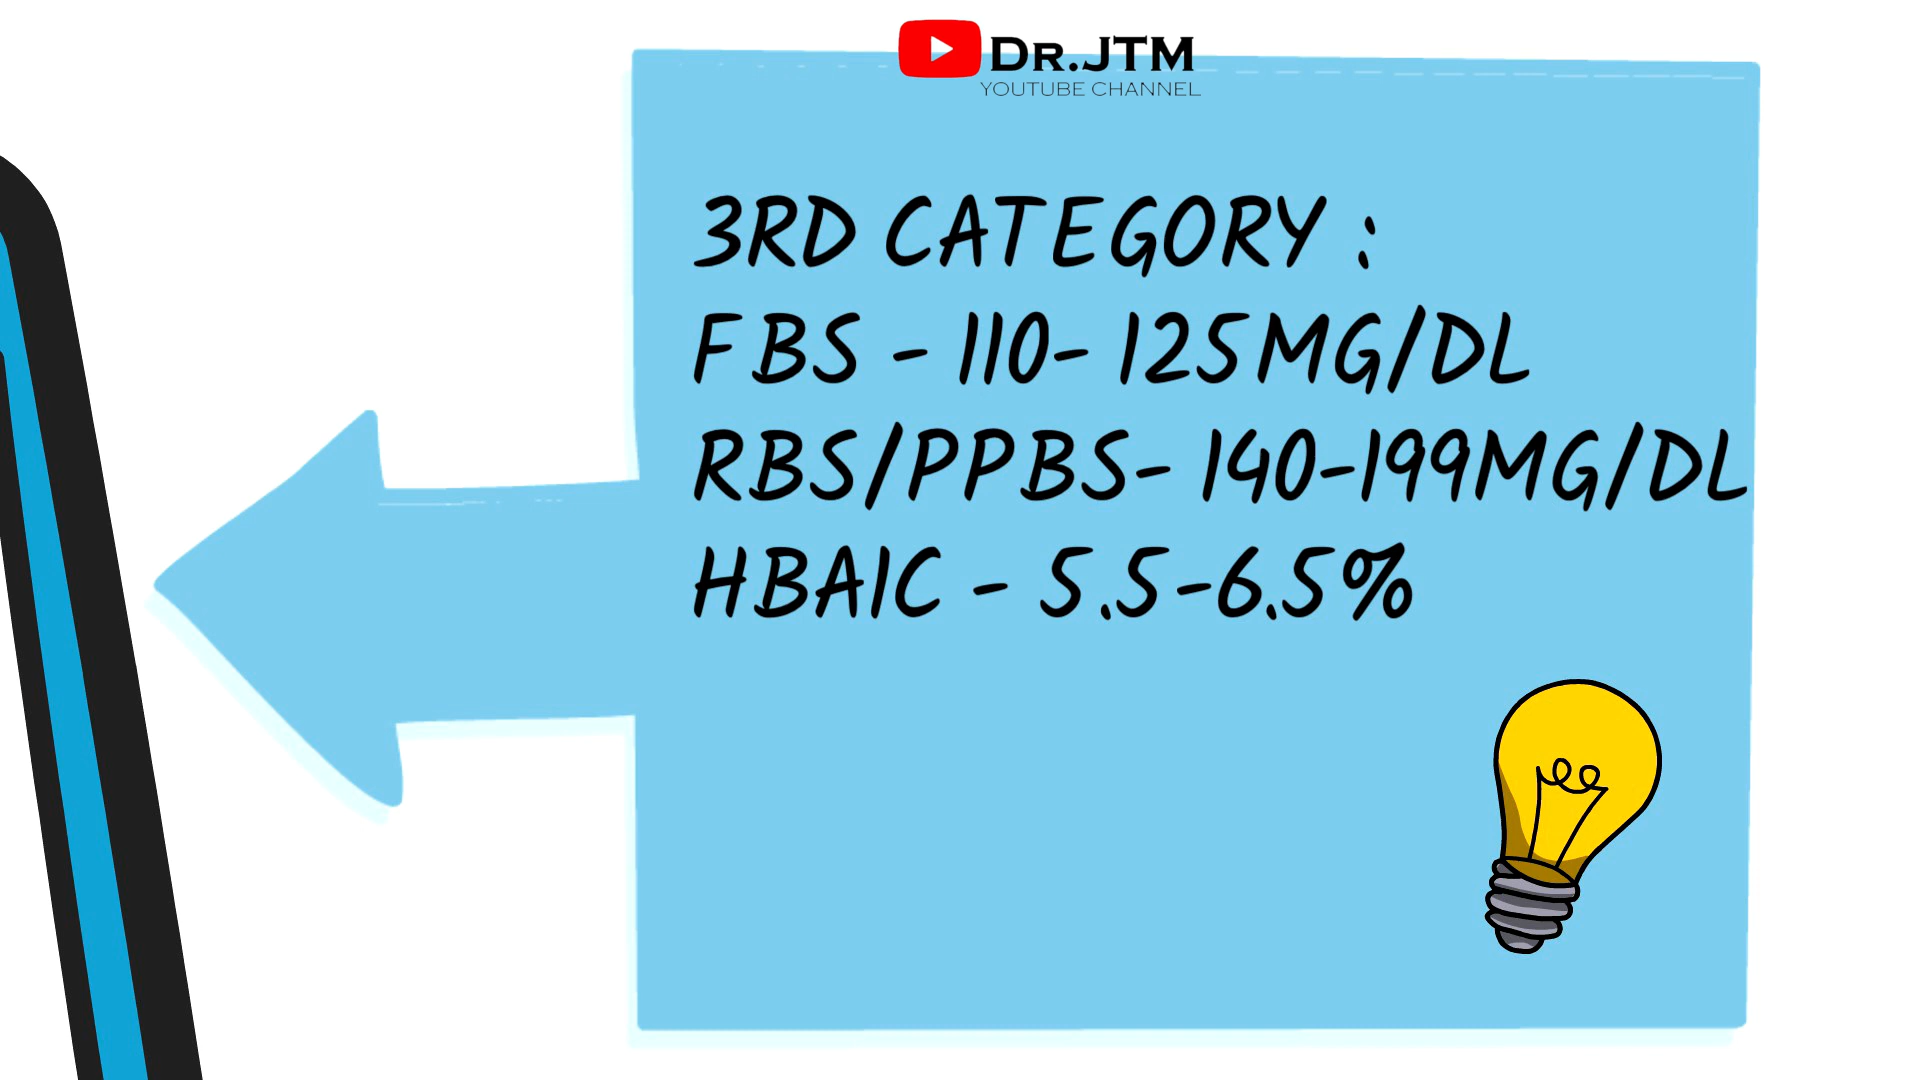 DR.JTM
YOUTUBE CHANNEL
3RD CATEGORY :
FBS - 110- 125MG/DL
RBS/PPBS- 140-199MG/DL
HBA1C - 5.5-6.5%